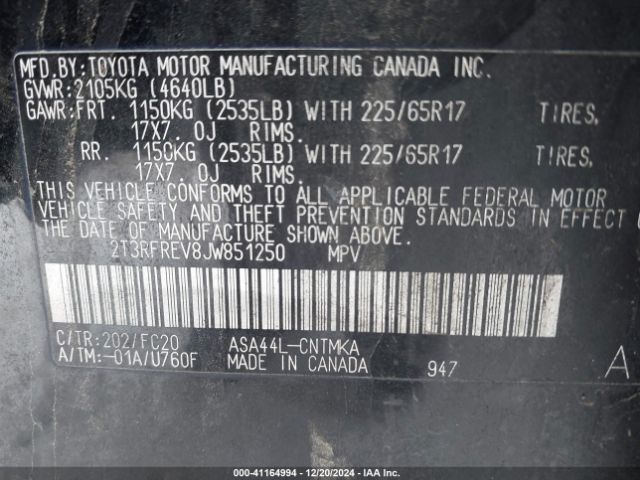 MFD.BY:TOYOTA MOTOR MANUFACTURING CANADA INC.
GVWR:2105KG (4640LB)
GAWR:FRT. 1150KG (2535LB) WITH 225/65R17 TIRES,
17X7.0J RIMS.
RR. 1150KG (2535LB) WITH 225/65R17 TIRES,
17X7.0J RIMS.
THIS VEHICLE CONFORMS TO ALL APPLICABLE FEDERAL MOTOR
VEHICLE SAFETY AND THEFT PREVENTION STANDARDS IN EFFECT
THE DATE OF MANUFACTURE SHOWN ABOVE.
2T3RFREV8JW851250 MPV
C/TR:202/FC20 ASA44L-CNTMKA
A/TM:-01A/U760F MADE IN CANADA 947 A
000-41164994 | 12/20/2024 - IAA Inc.